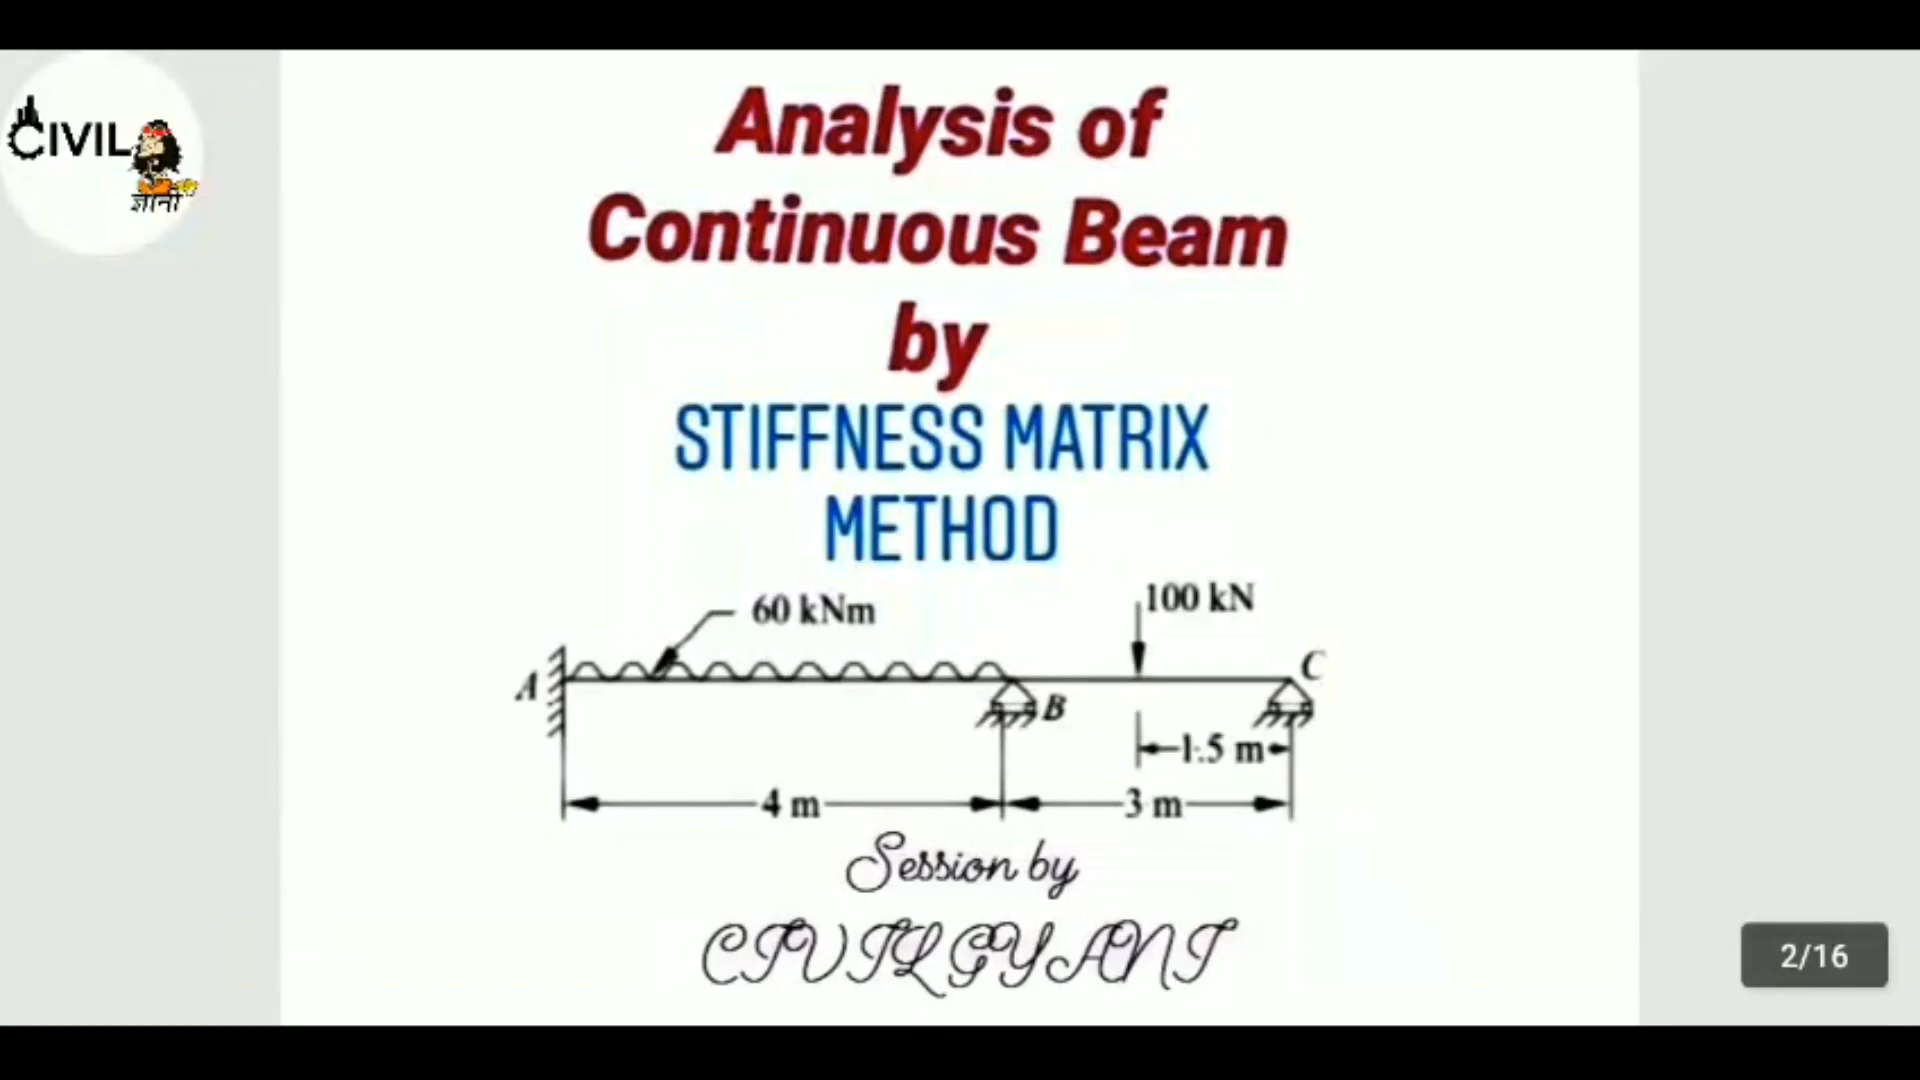 CIVIL
ज्ञानी
Analysis of
Continuous Beam
by
STIFFNESS MATRIX
METHOD
60 kNm
100 kN
A
C
B
1.5 m
4 m
3 m
Session by
CIVILGYANI
2/16